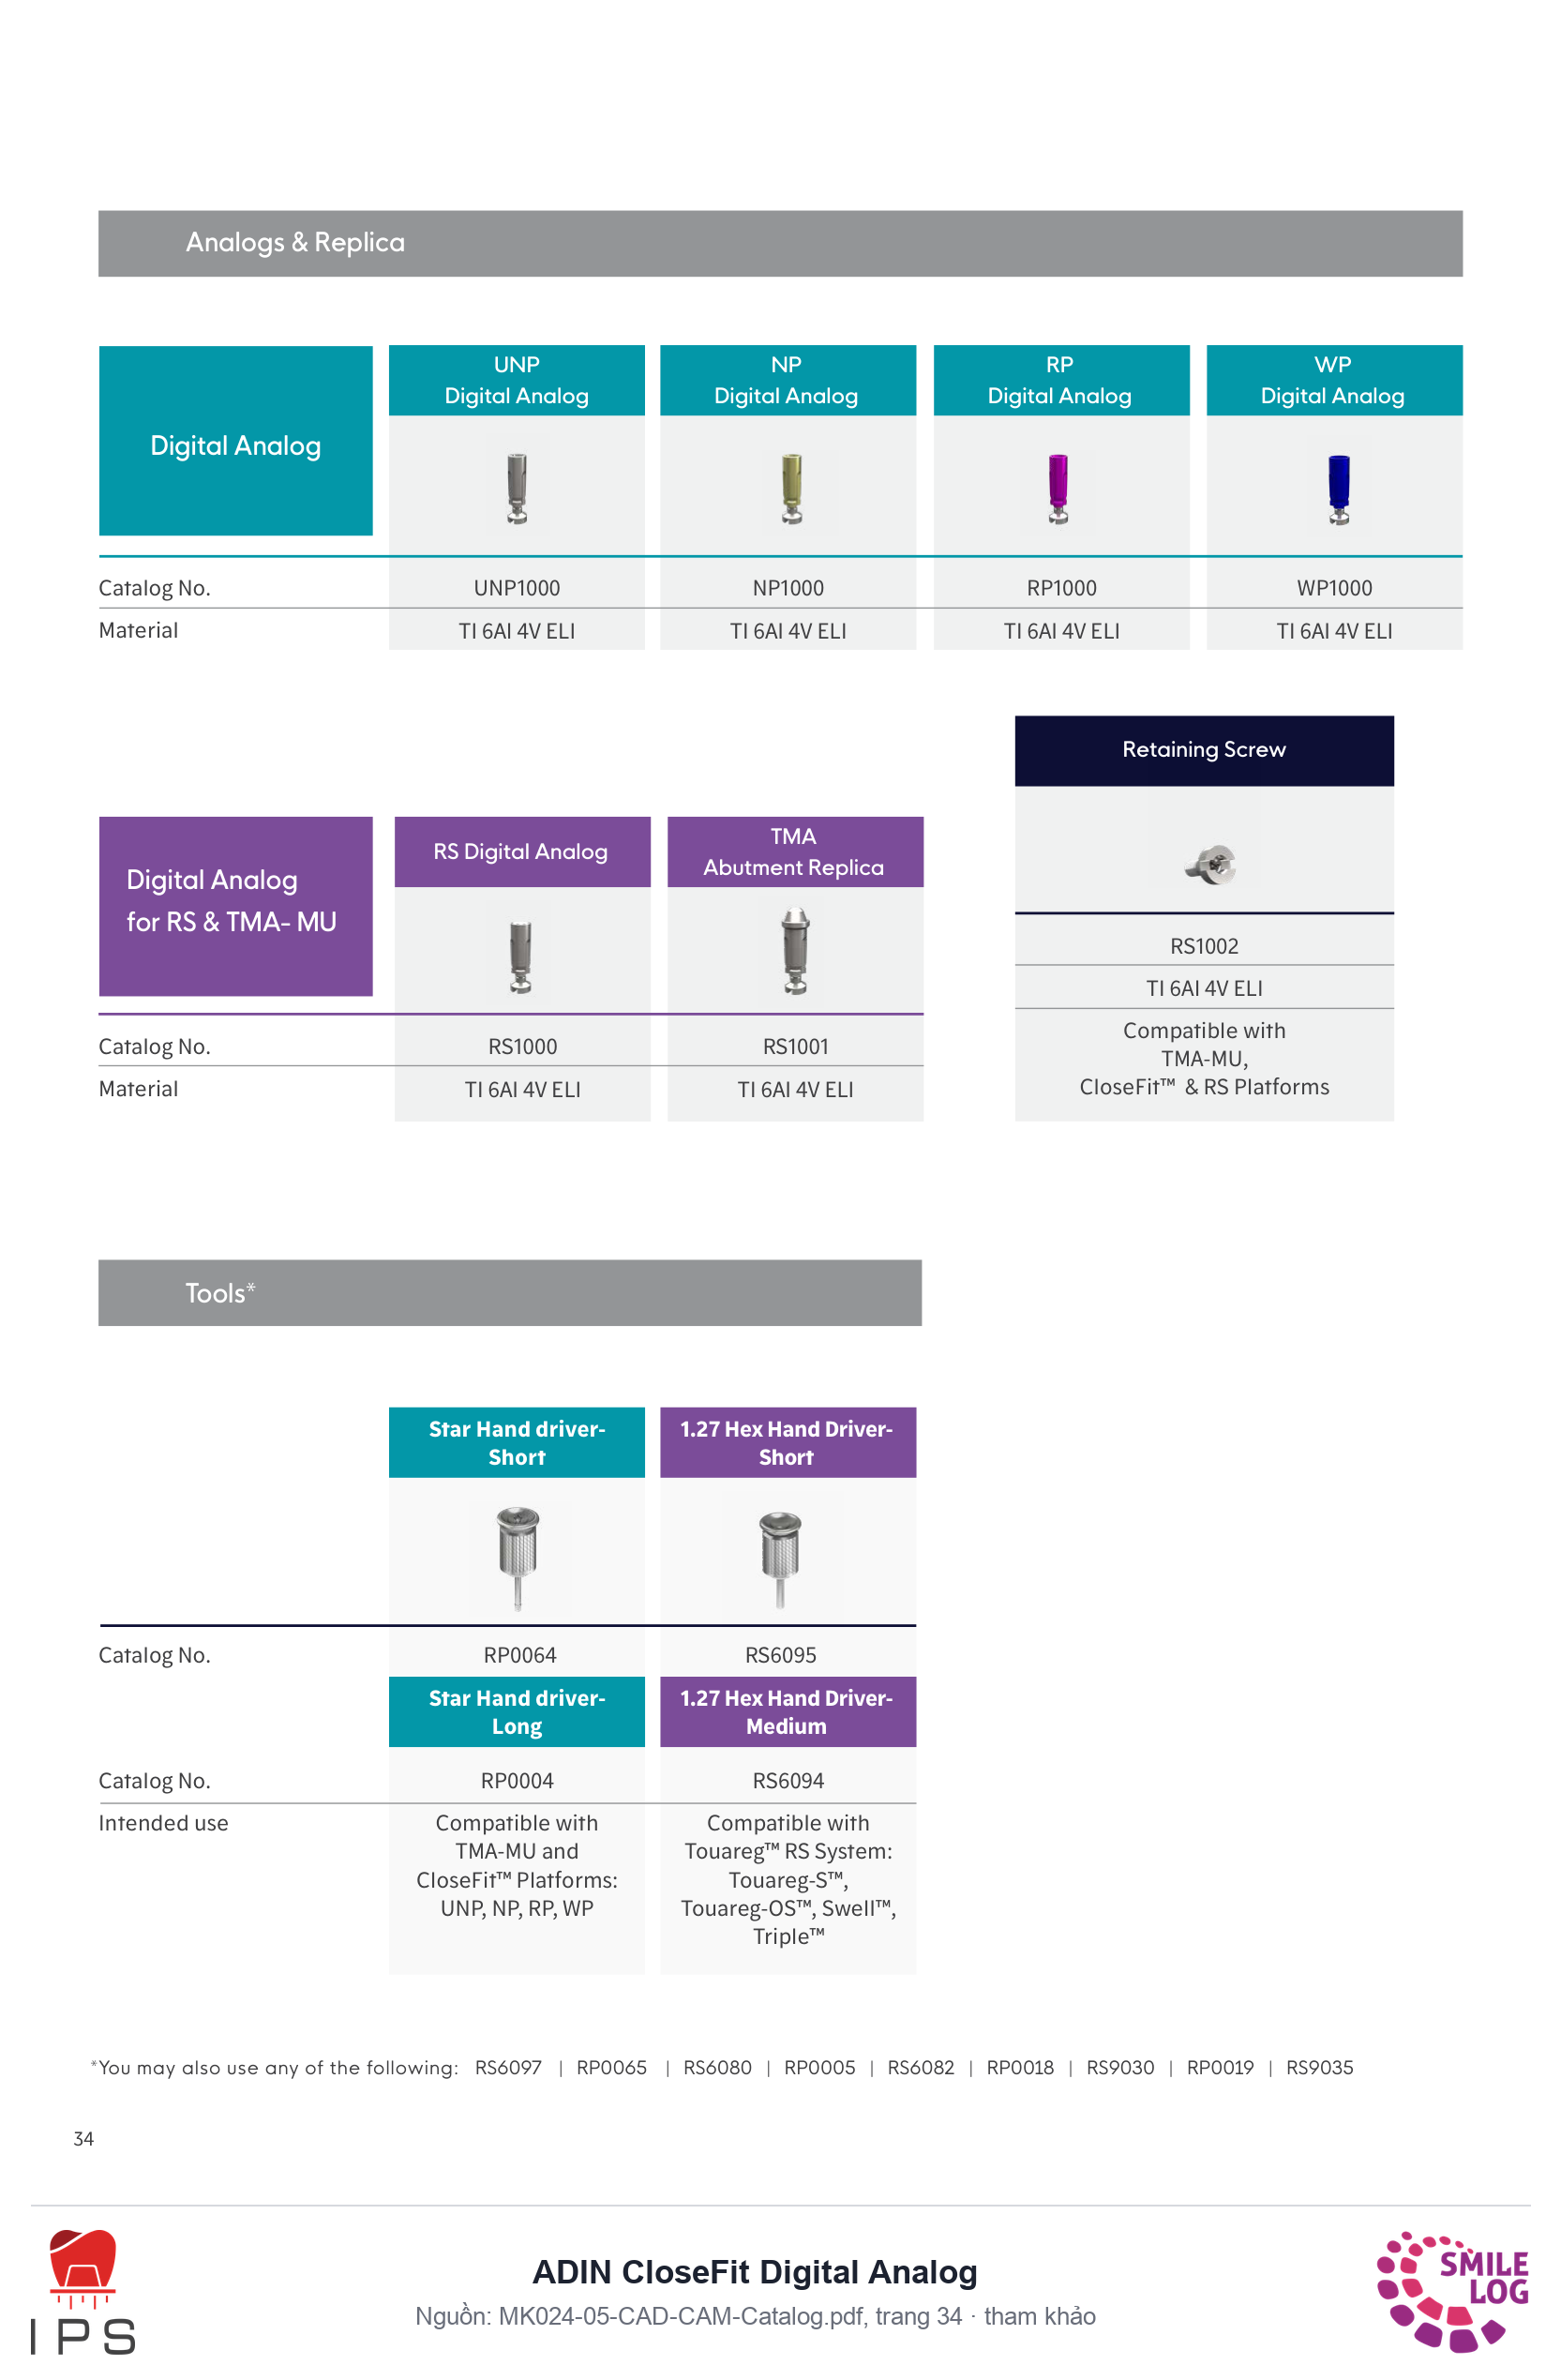 Analogs & Replica
Digital Analog
UNP
Digital Analog
NP
Digital Analog
RP
Digital Analog
WP
Digital Analog
Catalog No.
UNP1000
NP1000
RP1000
WP1000
Material
TI 6AI 4V ELI
TI 6AI 4V ELI
TI 6AI 4V ELI
TI 6AI 4V ELI
Digital Analog
for RS & TMA- MU
RS Digital Analog
TMA
Abutment Replica
Catalog No.
RS1000
RS1001
Material
TI 6AI 4V ELI
TI 6AI 4V ELI
Retaining Screw
RS1002
TI 6AI 4V ELI
Compatible with
TMA-MU,
CloseFit™ & RS Platforms
Tools*
Star Hand driver-
Short
1.27 Hex Hand Driver-
Short
Catalog No.
RP0064
RS6095
Star Hand driver-
Long
1.27 Hex Hand Driver-
Medium
Catalog No.
RP0004
RS6094
Intended use
Compatible with
TMA-MU and
CloseFit™ Platforms:
UNP, NP, RP, WP
Compatible with
Touareg™ RS System:
Touareg-S™,
Touareg-OS™, Swell™,
Triple™
*You may also use any of the following: RS6097 | RP0065 | RS6080 | RP0005 | RS6082 | RP0018 | RS9030 | RP0019 | RS9035
34
IPS
ADIN CloseFit Digital Analog
Nguồn: MK024-05-CAD-CAM-Catalog.pdf, trang 34 · tham khảo
SMILE
LOG